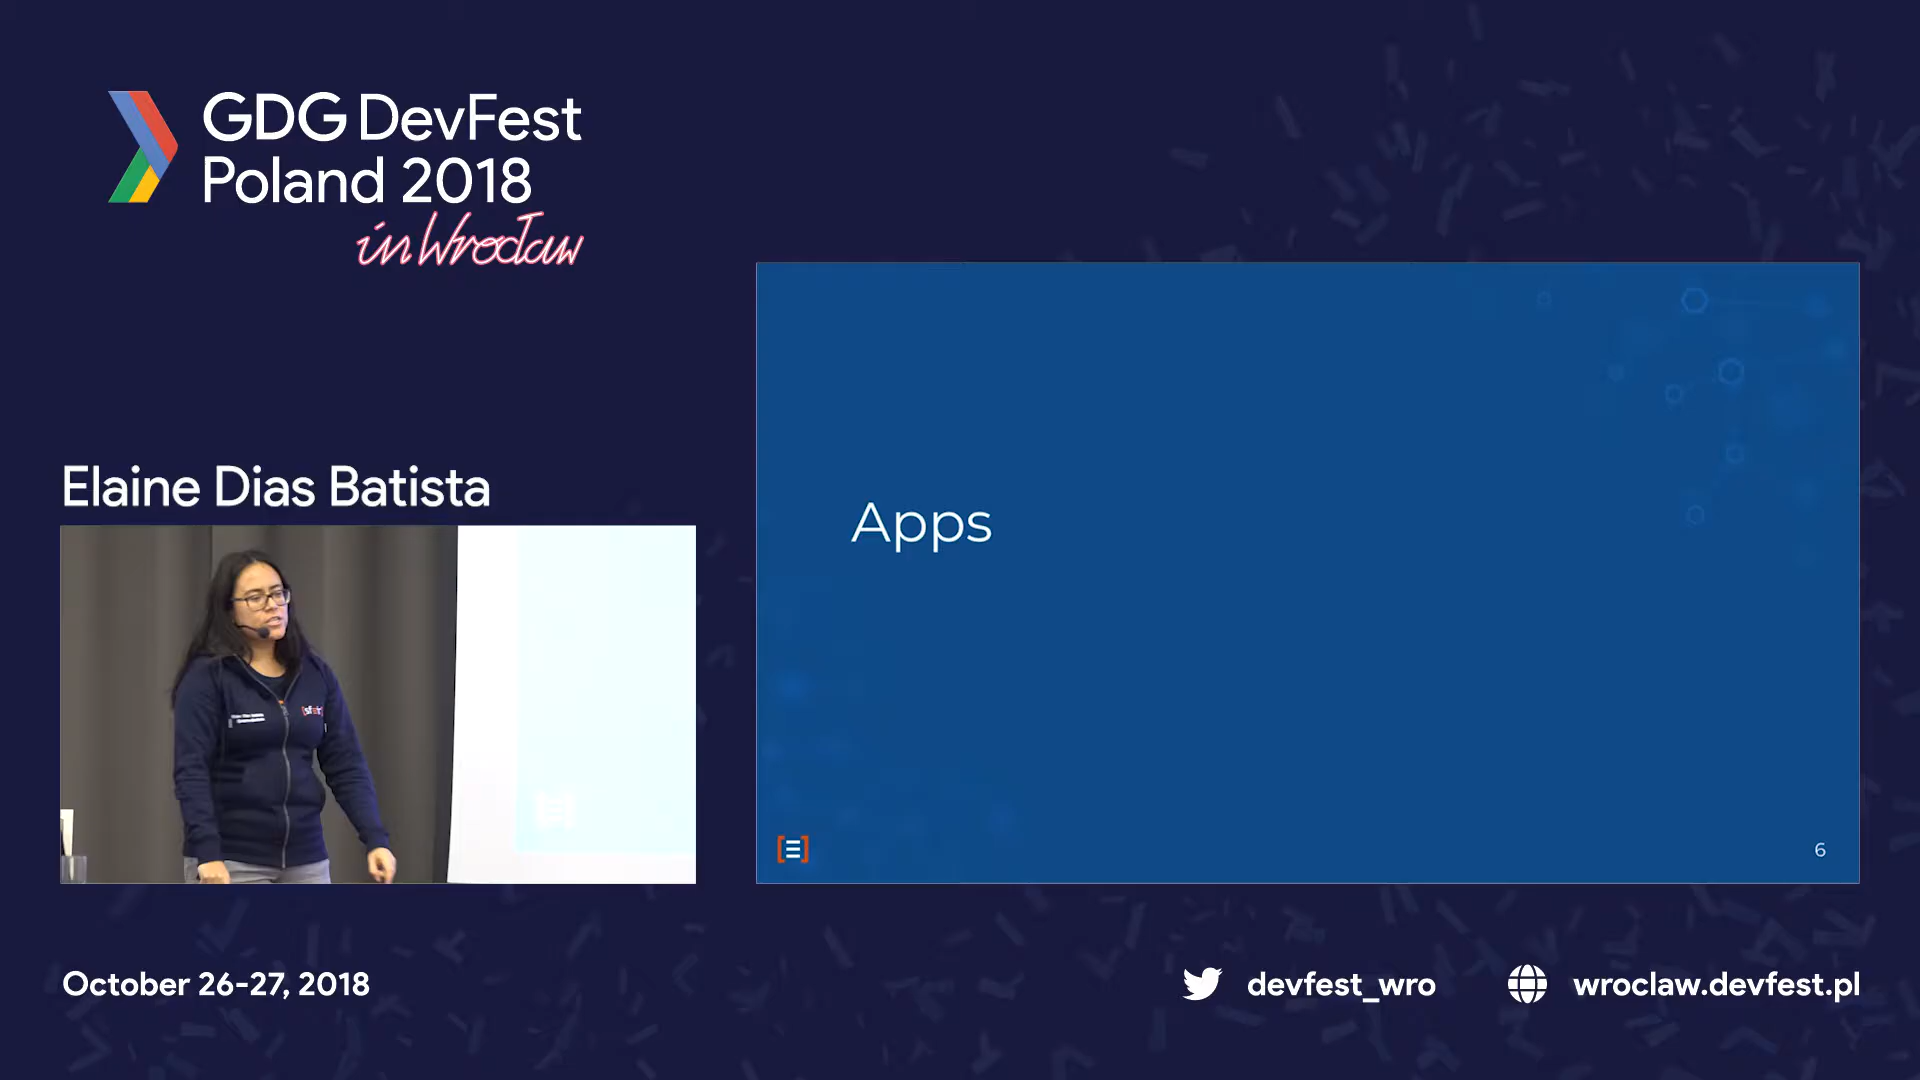 GDG DevFest
Poland 2018
in Wrocław
Elaine Dias Batista
Apps
6
October 26-27, 2018
devfest_wro
wroclaw.devfest.pl